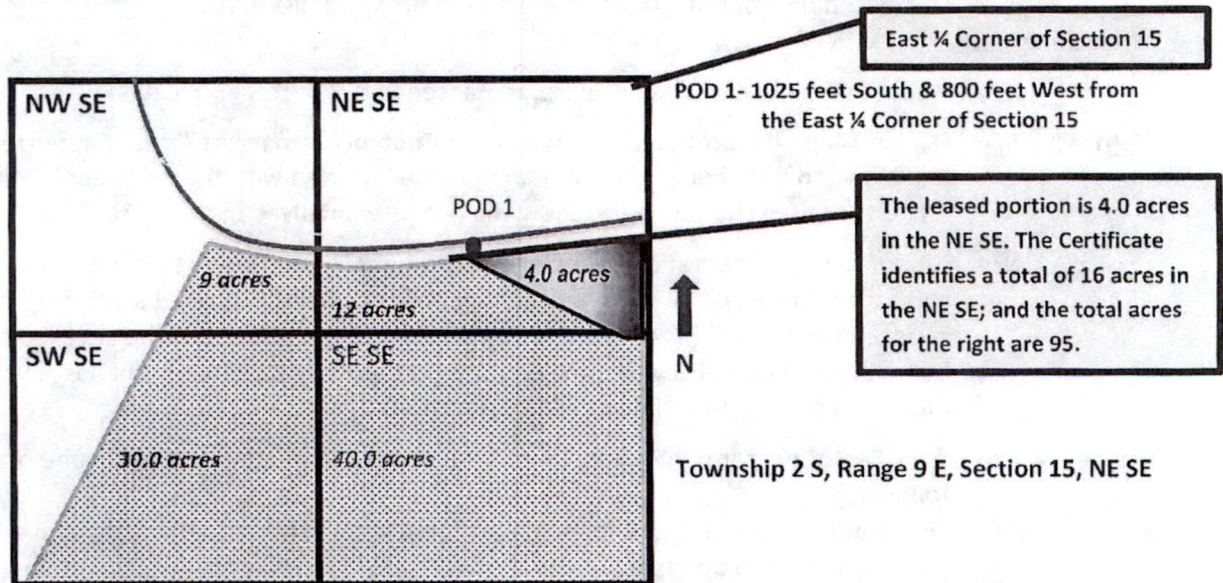 East ¼ Corner of Section 15
NW SE
NE SE
POD 1- 1025 feet South & 800 feet West from
the East ¼ Corner of Section 15
POD 1
The leased portion is 4.0 acres
in the NE SE. The Certificate
identifies a total of 16 acres in
the NE SE; and the total acres
for the right are 95.
9 acres
4.0 acres
12 acres
SW SE
SE SE
N
30.0 acres
40.0 acres
Township 2 S, Range 9 E, Section 15, NE SE